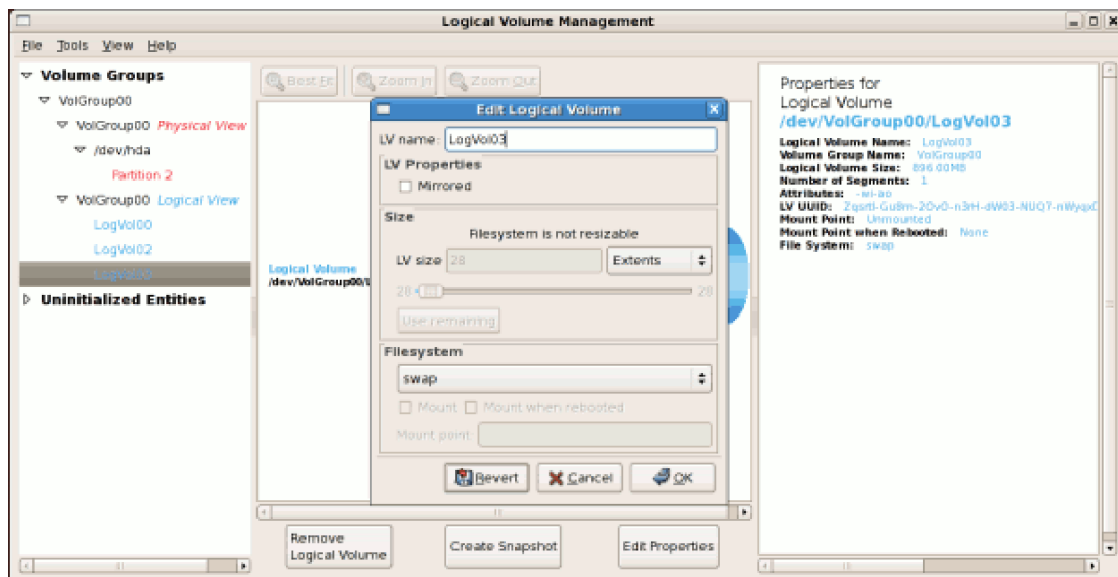 Logical Volume Management
File Tools View Help
Volume Groups
VolGroup00
VolGroup00 Physical View
/dev/hda
Partition 2
VolGroup00 Logical View
LogVol00
LogVol02
LogVol03
Uninitialized Entities
Best Fit Zoom In Zoom Out
Logical Volume
/dev/VolGroup00/L
Edit Logical Volume
LV name: LogVol03
LV Properties
Mirrored
Size
Filesystem is not resizable
LV size 28 Extents
28 28
Use remaining
Filesystem
swap
Mount Mount when rebooted
Mount point
Revert Cancel OK
Remove
Logical Volume
Create Snapshot
Edit Properties
Properties for
Logical Volume
/dev/VolGroup00/LogVol03
Logical Volume Name: LogVol03
Volume Group Name: VolGroup00
Logical Volume Size: 896.00MB
Number of Segments: 1
Attributes: -wi-ao
LV UUID:
Mount Point: Unmounted
Mount Point when Rebooted: None
File System: swap